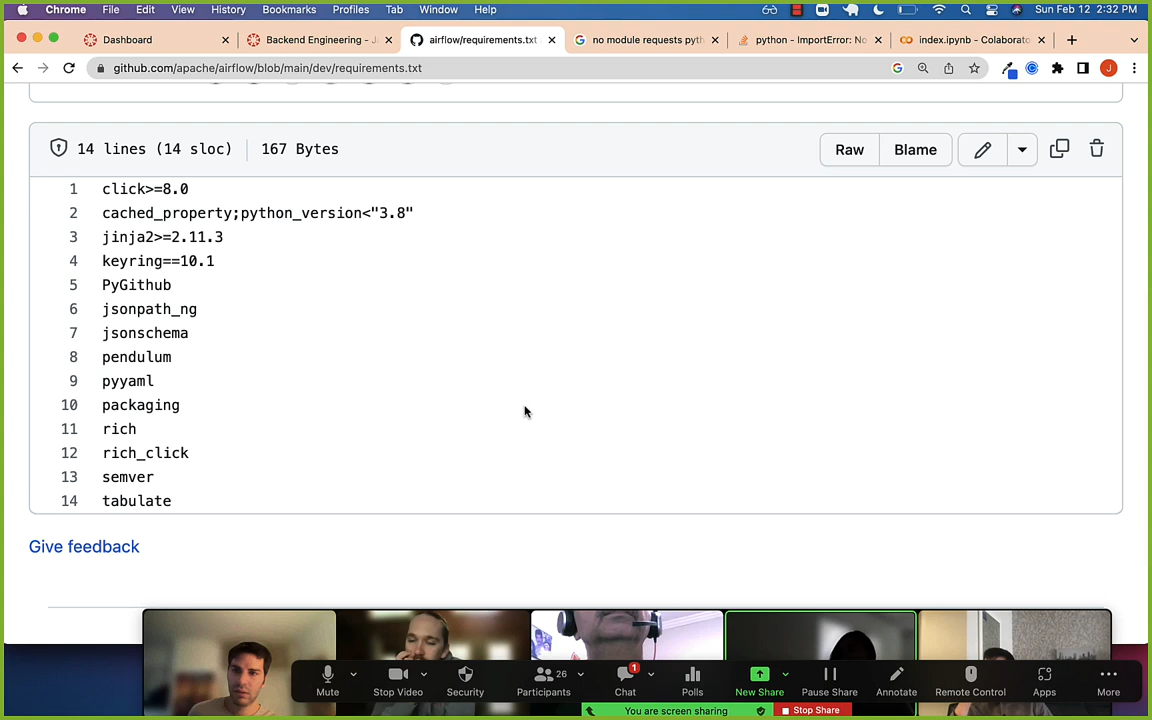 Chrome File Edit View History Bookmarks Profiles Tab Window Help Sun Feb 12 2:32 PM
Dashboard Backend Engineering - J airflow/requirements.txt no module requests pyth python - ImportError: No index.ipynb - Colaborato
github.com/apache/airflow/blob/main/dev/requirements.txt
14 lines (14 sloc) 167 Bytes Raw Blame
1 click>=8.0
2 cached_property;python_version<"3.8"
3 jinja2>=2.11.3
4 keyring==10.1
5 PyGithub
6 jsonpath_ng
7 jsonschema
8 pendulum
9 pyyaml
10 packaging
11 rich
12 rich_click
13 semver
14 tabulate
Give feedback
26 1
Mute Stop Video Security Participants Chat Polls New Share Pause Share Annotate Remote Control Apps More
You are screen sharing Stop Share